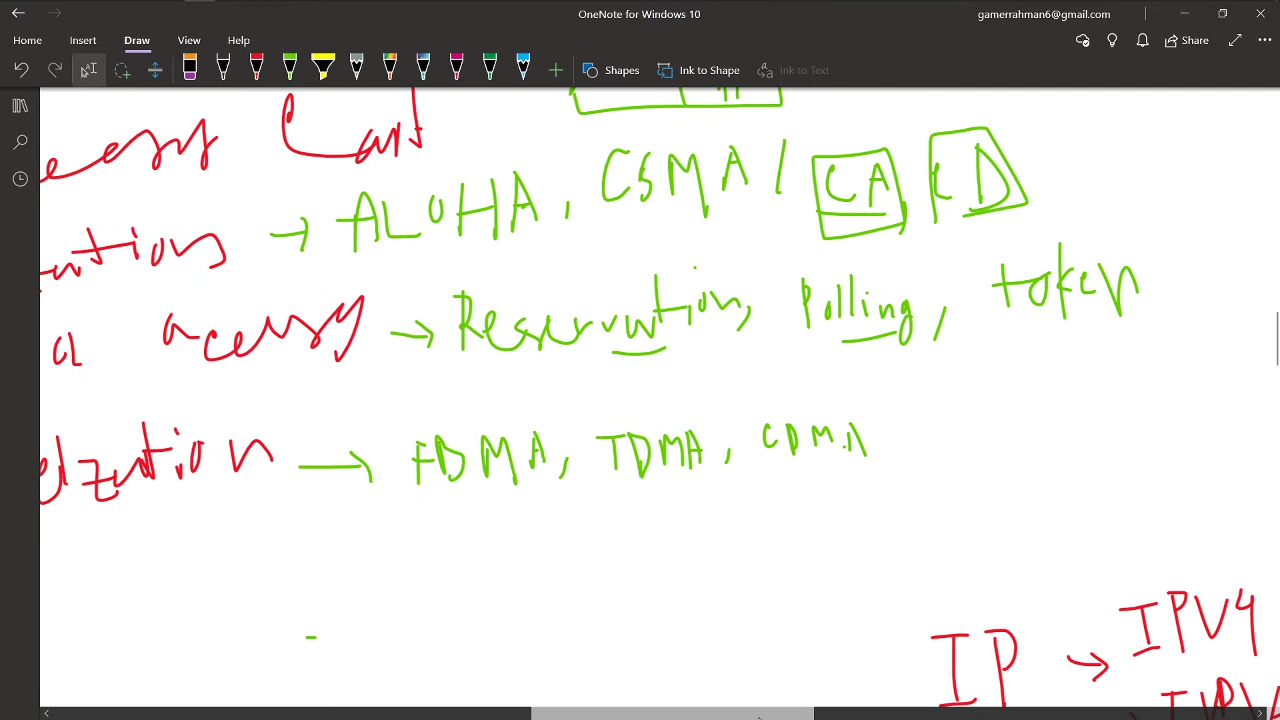 OneNote for Windows 10
gamerrahman6@gmail.com
Home Insert Draw View Help
Share
Shapes Ink to Shape Ink to Text
ALOHA, CSMA / CA, CD
→ Reservation, Polling, token
→ FDMA, TDMA, CDMA
IP → IPV4